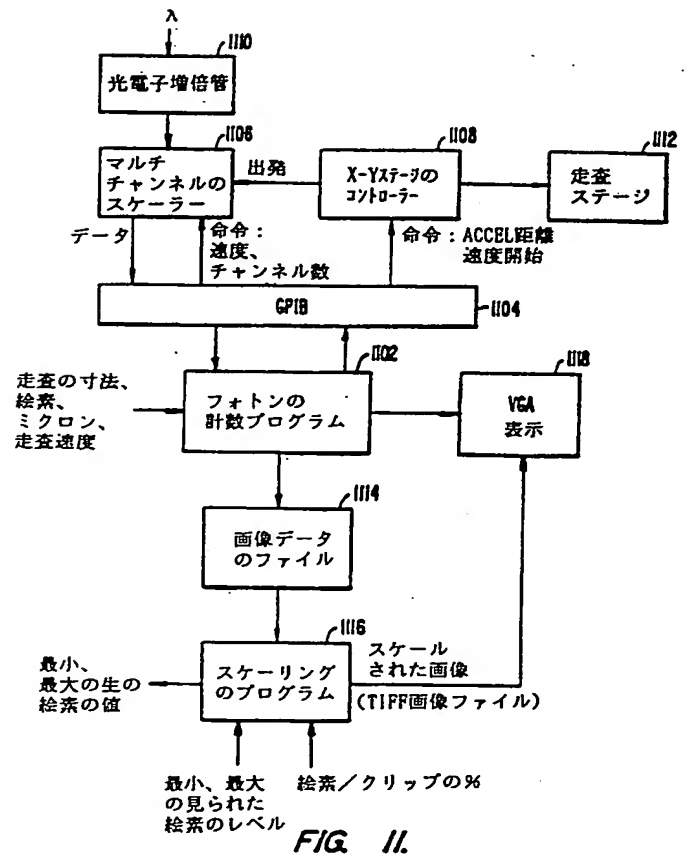 λ
1110
光電子増倍管
1106
マルチ
チャンネルの
スケーラー
出発
1108
X-Yステージの
コントローラー
1112
走査
ステージ
データ
命令：
速度、
チャンネル数
命令：ACCEL距離
速度開始
GPIB
1104
1102
走査の寸法、
絵素、
ミクロン、
走査速度
フォトンの
計数プログラム
1118
VGA
表示
1114
画像データ
のファイル
1116
スケーリング
のプログラム
最小、
最大の生の
絵素の値
スケール
された画像
(TIFF画像ファイル)
最小、最大
の見られた
絵素のレベル
絵素／クリップの%
FIG. 11.